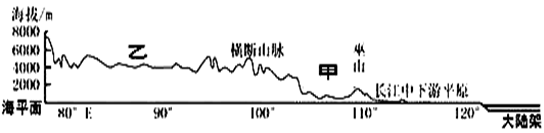 海拔/m
8000
6000
4000
2000
0
海平面
乙
横断山脉
甲
巫山
长江中下游平原
80° E
90°
100°
110°
120°
大陆架